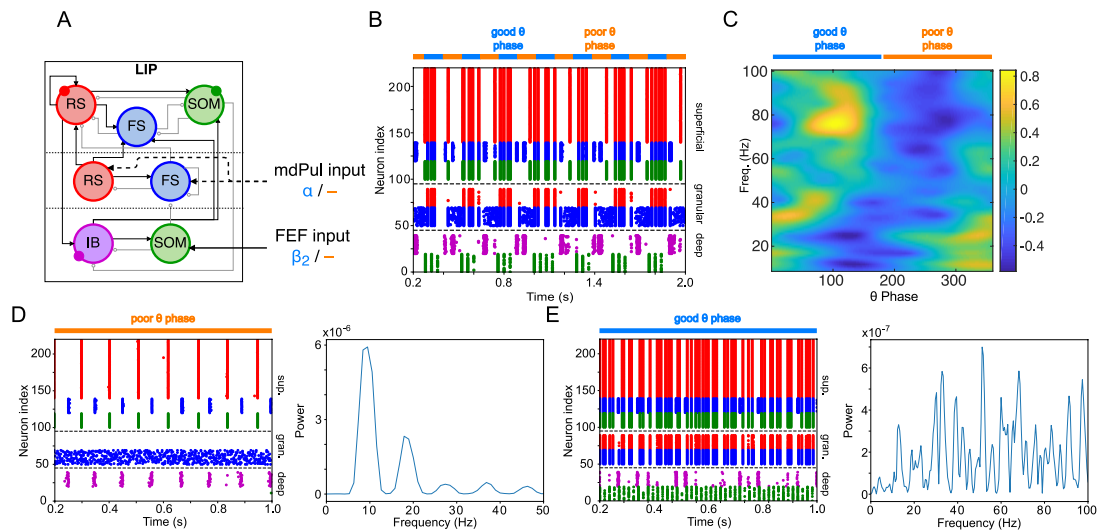 A
LIP
RS
FS
SOM
RS
FS
IB
SOM
mdPul input
α / –
FEF input
β2 / –
B
good θ
phase
poor θ
phase
Neuron index
200
150
100
50
0
superficial
granular
deep
0.2
0.6
1.0
1.4
2.0
Time (s)
C
good θ
phase
poor θ
phase
Freq. (Hz)
100
80
60
40
20
0
100
200
300
θ Phase
0.8
0.6
0.4
0.2
0
-0.2
-0.4
D
poor θ phase
Neuron index
200
150
100
50
0
sup.
gran.
deep
0.2
0.4
0.6
0.8
1.0
Time (s)
x10-6
Power
6
4
2
0
0
10
20
30
40
50
Frequency (Hz)
E
good θ phase
Neuron index
200
150
100
50
0
sup.
gran.
deep
0.2
0.4
0.6
0.8
1.0
Time (s)
x10-7
Power
8
6
4
2
0
0
20
40
60
80
100
Frequency (Hz)